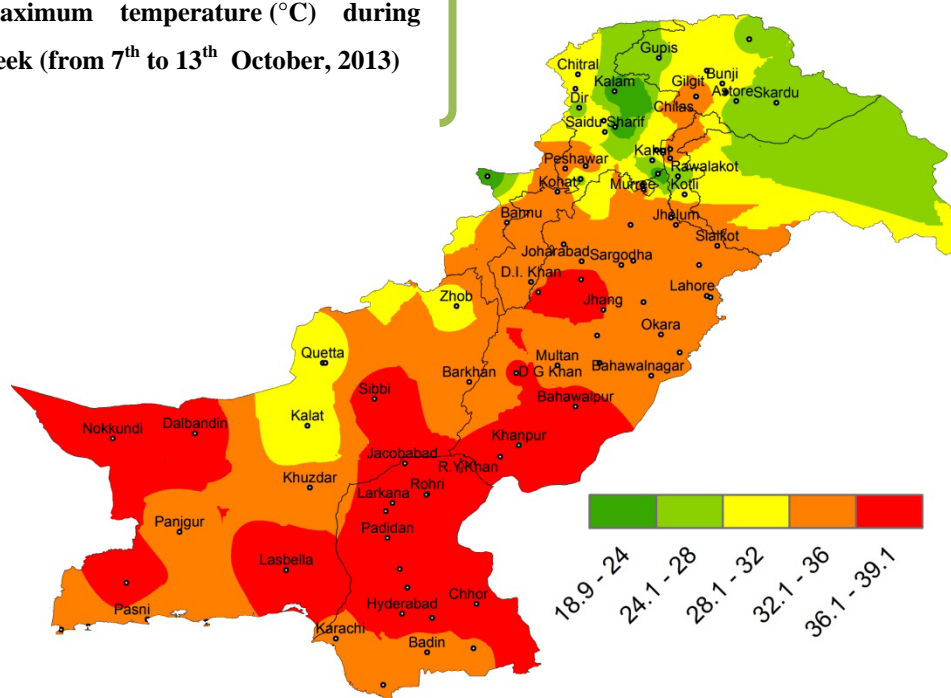 aximum temperature (°C) during
eek (from 7th to 13th October, 2013)
Gupis
Chitral
Kalam
Gilgit
Bunji
Dir
Astore
Skardu
Chilas
Saidu Sharif
Kakul
Peshawar
Rawalakot
Kohat
Murree
Kotli
Bannu
Jhelum
Sialkot
Joharabad
Sargodha
D.I. Khan
Lahore
Zhob
Jhang
Okara
Quetta
Multan
Barkhan
D G Khan
Bahawalnagar
Sibbi
Bahawalpur
Kalat
Dalbandin
Nokkundi
Khanpur
Jacobabad
R.Y.Khan
Khuzdar
Rohri
Larkana
Panjgur
Padidan
Lasbella
Chhor
Pasni
Hyderabad
Karachi
Badin
18.9 - 24
24.1 - 28
28.1 - 32
32.1 - 36
36.1 - 39.1